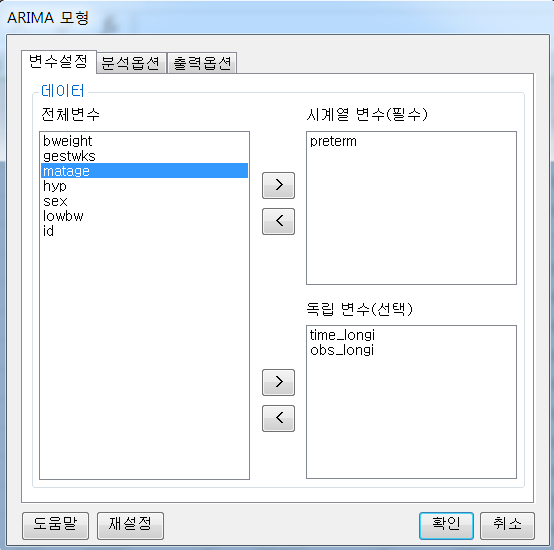 ARIMA 모형
변수설정 분석옵션 출력옵션
데이터
전체변수
bweight
gestwks
matage
hyp
sex
lowbw
id
>
<
시계열 변수(필수)
preterm
독립 변수(선택)
time_longi
obs_longi
>
<
도움말 재설정 확인 취소